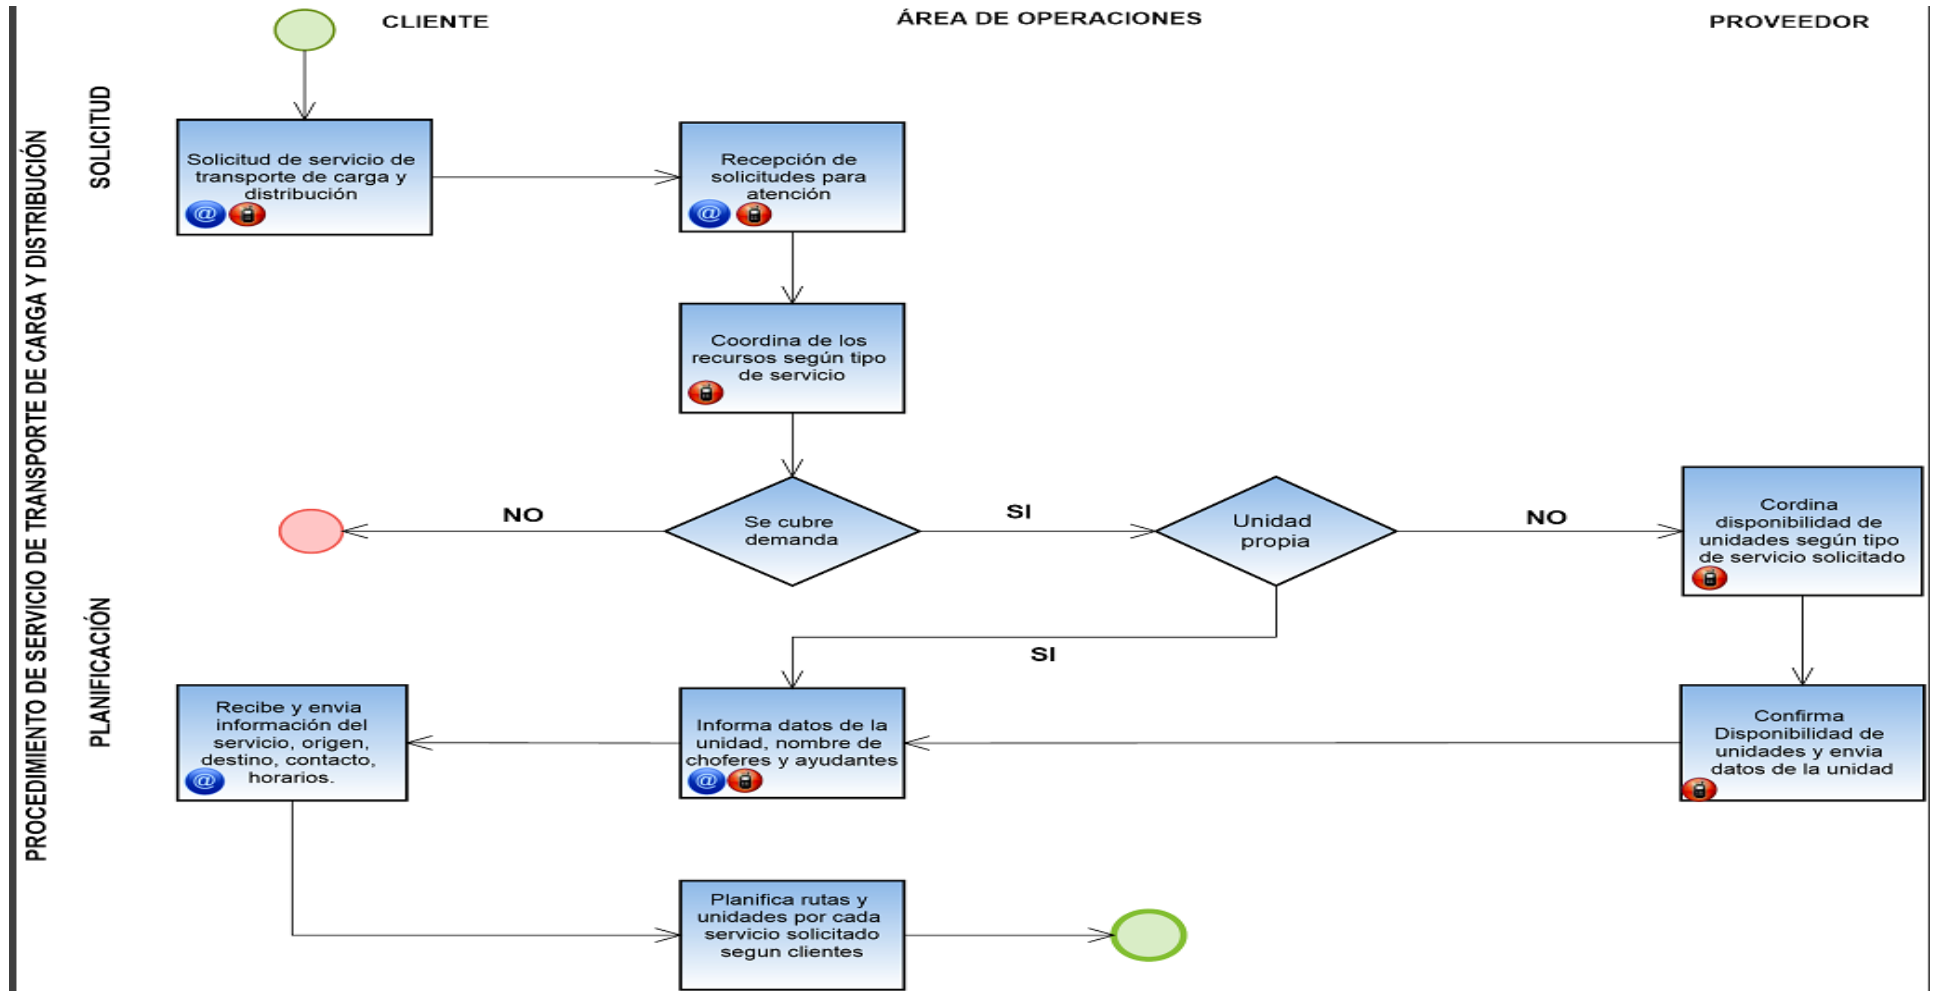 CLIENTE
ÁREA DE OPERACIONES
PROVEEDOR
PROCEDIMENTO DE SERVICIO DE TRANSPORTE DE CARGA Y DISTRIBUCIÓN
SOLICITUD
Solicitud de servicio de
transporte de carga y
distribución
@
Recepción de
solicitudes para
atención
@
Coordina de los
recursos según tipo
de servicio
NO
Se cubre
demanda
SI
Unidad
propia
NO
Cordina
disponibilidad de
unidades según tipo
de servicio solicitado
SI
PLANIFICACIÓN
Recibe y envia
información del
servicio, origen,
destino, contacto,
horarios.
@
Informa datos de la
unidad, nombre de
choferes y ayudantes
@
Confirma
Disponibilidad de
unidades y envia
datos de la unidad
Planifica rutas y
unidades por cada
servicio solicitado
segun clientes